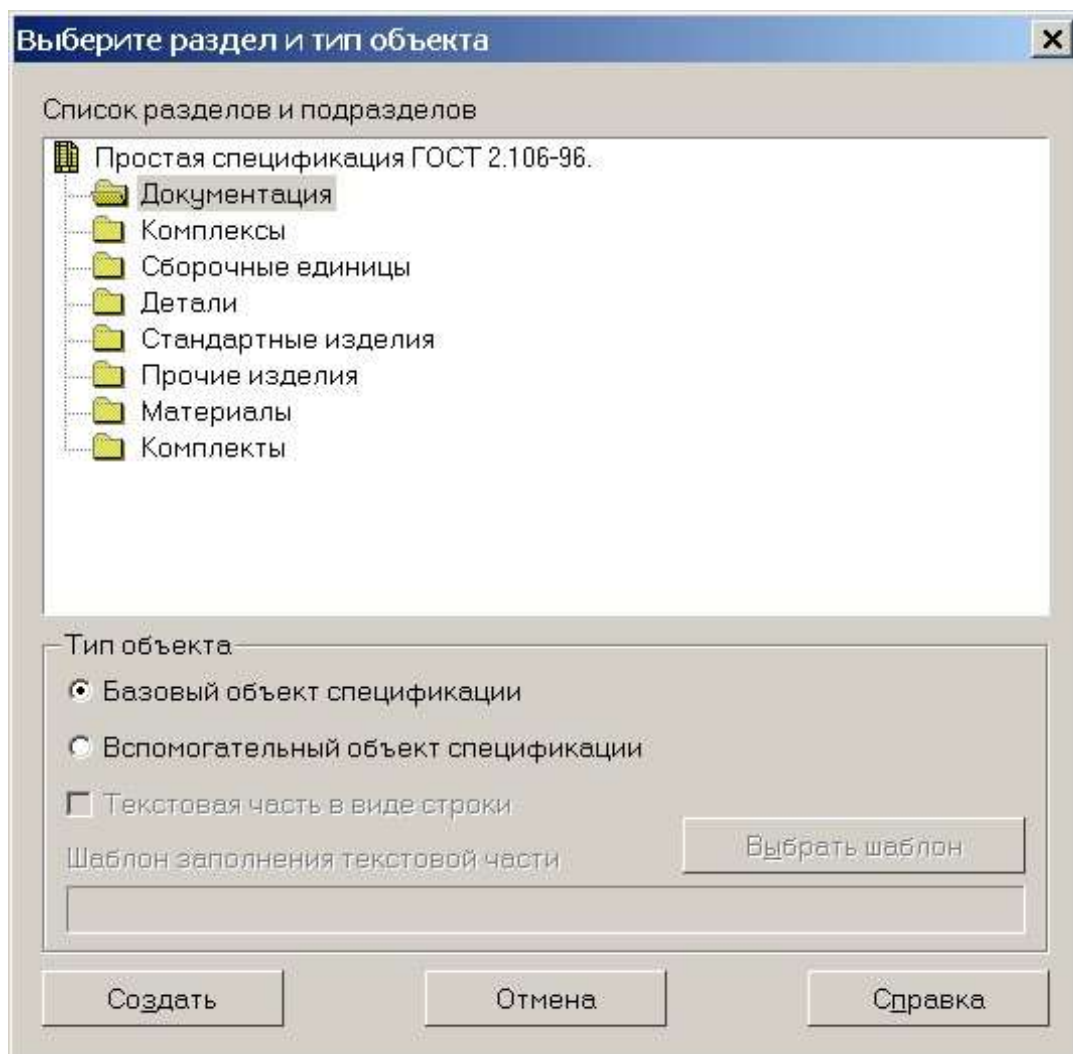 Выберите раздел и тип объекта
Список разделов и подразделов
Простая спецификация ГОСТ 2.106-96.
Документация
Комплексы
Сборочные единицы
Детали
Стандартные изделия
Прочие изделия
Материалы
Комплекты
Тип объекта
Базовый объект спецификации
Вспомогательный объект спецификации
Текстовая часть в виде строки
Шаблон заполнения текстовой части
Выбрать шаблон
Создать
Отмена
Справка